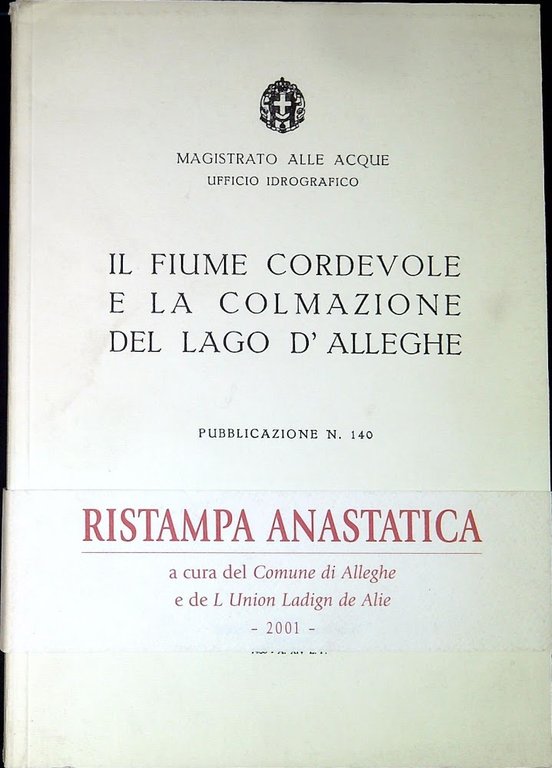 MAGISTRATO ALLE ACQUE
UFFICIO IDROGRAFICO
IL FIUME CORDEVOLE
E LA COLMAZIONE
DEL LAGO D' ALLEGHE
PUBBLICAZIONE N. 140
RISTAMPA ANASTATICA
a cura del Comune di Alleghe
e de L Union Ladign de Alie
- 2001 -